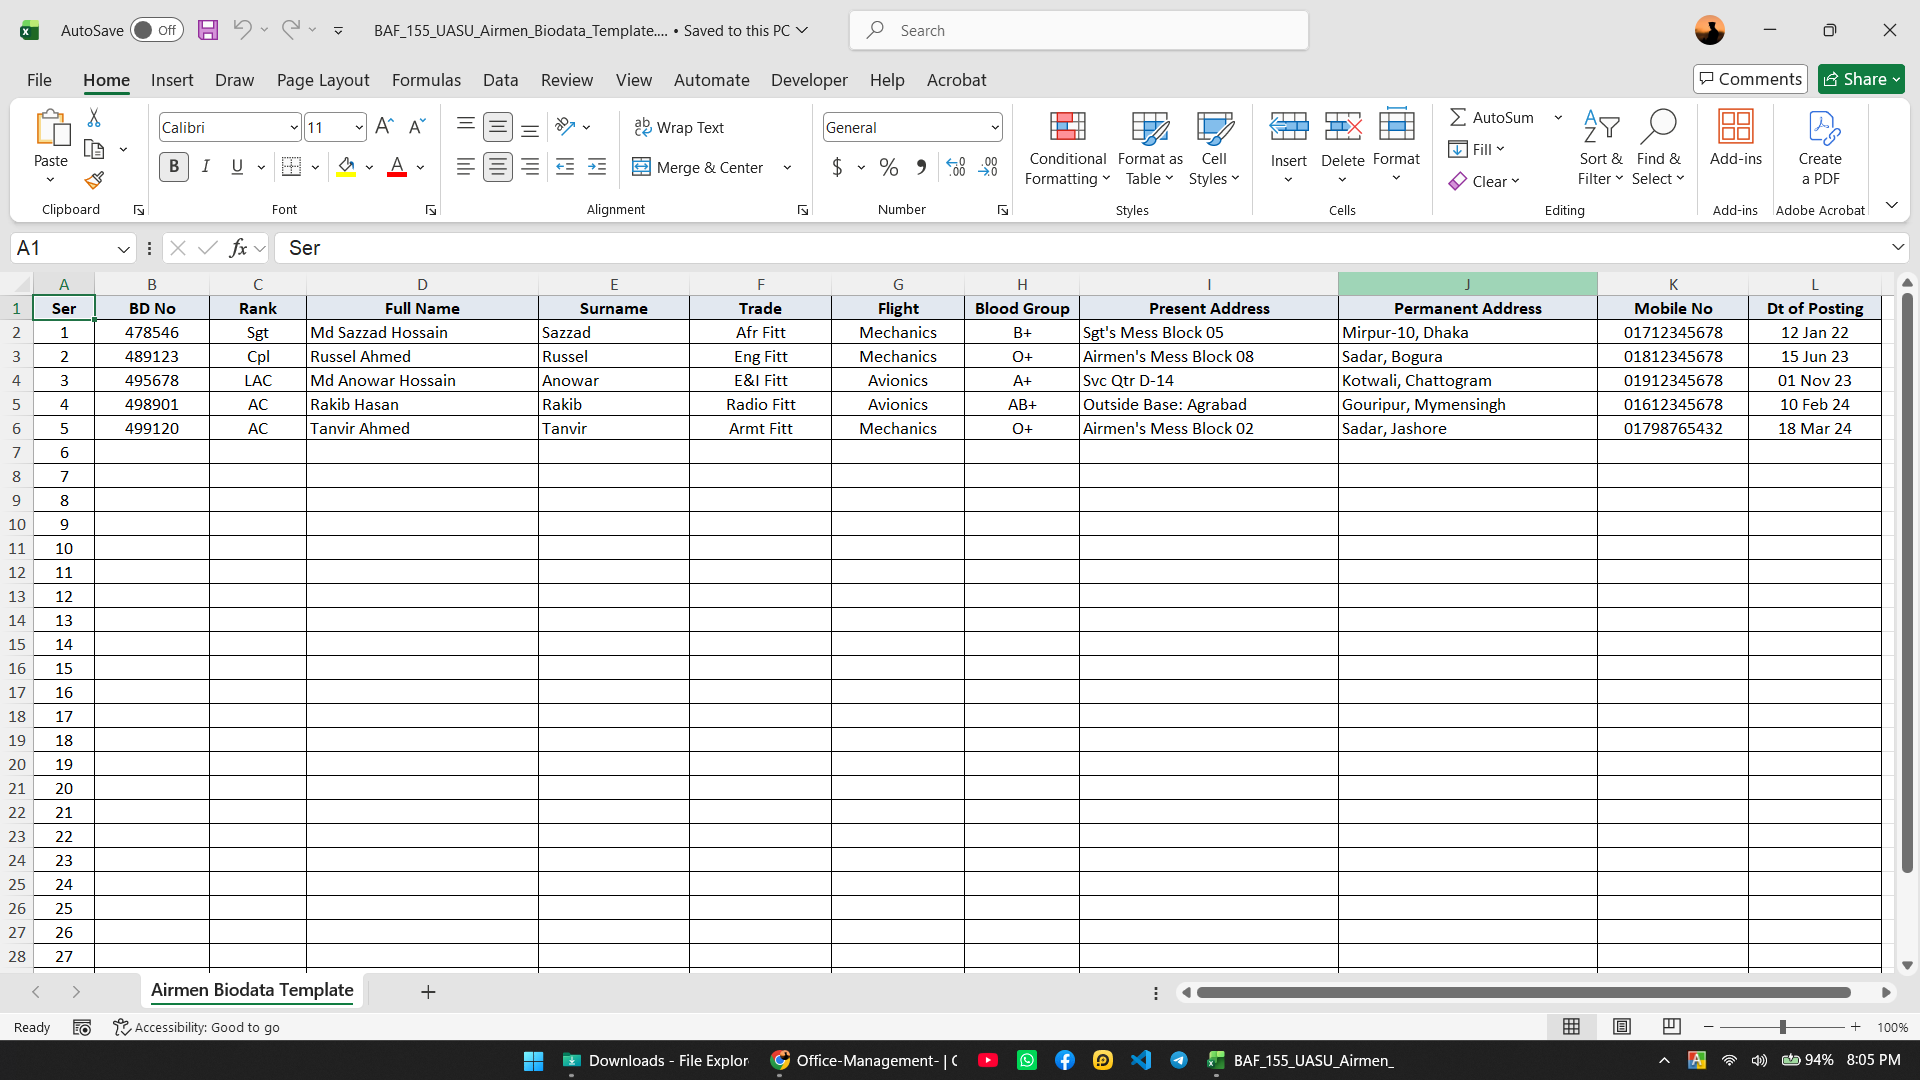 AutoSave Off BAF_155_UASU_Airmen_Biodata_Template.... • Saved to this PC Search
File Home Insert Draw Page Layout Formulas Data Review View Automate Developer Help Acrobat Comments Share
Paste Calibri 11 Wrap Text General AutoSum
B I U A Merge & Center $ % Conditional Formatting Format as Table Cell Styles Insert Delete Format Fill Clear Sort & Filter Find & Select Add-ins Create a PDF
Clipboard Font Alignment Number Styles Cells Editing Add-ins Adobe Acrobat
A1 fx Ser
A B C D E F G H I J K L
1 Ser BD No Rank Full Name Surname Trade Flight Blood Group Present Address Permanent Address Mobile No Dt of Posting
2 1 478546 Sgt Md Sazzad Hossain Sazzad Afr Fitt Mechanics B+ Sgt's Mess Block 05 Mirpur-10, Dhaka 01712345678 12 Jan 22
3 2 489123 Cpl Russel Ahmed Russel Eng Fitt Mechanics O+ Airmen's Mess Block 08 Sadar, Bogura 01812345678 15 Jun 23
4 3 495678 LAC Md Anowar Hossain Anowar E&I Fitt Avionics A+ Svc Qtr D-14 Kotwali, Chattogram 01912345678 01 Nov 23
5 4 498901 AC Rakib Hasan Rakib Radio Fitt Avionics AB+ Outside Base: Agrabad Gouripur, Mymensingh 01612345678 10 Feb 24
6 5 499120 AC Tanvir Ahmed Tanvir Armt Fitt Mechanics O+ Airmen's Mess Block 02 Sadar, Jashore 01798765432 18 Mar 24
7 6
8 7
9 8
10 9
11 10
12 11
13 12
14 13
15 14
16 15
17 16
18 17
19 18
20 19
21 20
22 21
23 22
24 23
25 24
26 25
27 26
28 27
Airmen Biodata Template
Ready Accessibility: Good to go 100%
Downloads - File Explor Office-Management- | C BAF_155_UASU_Airmen_ 94% 8:05 PM